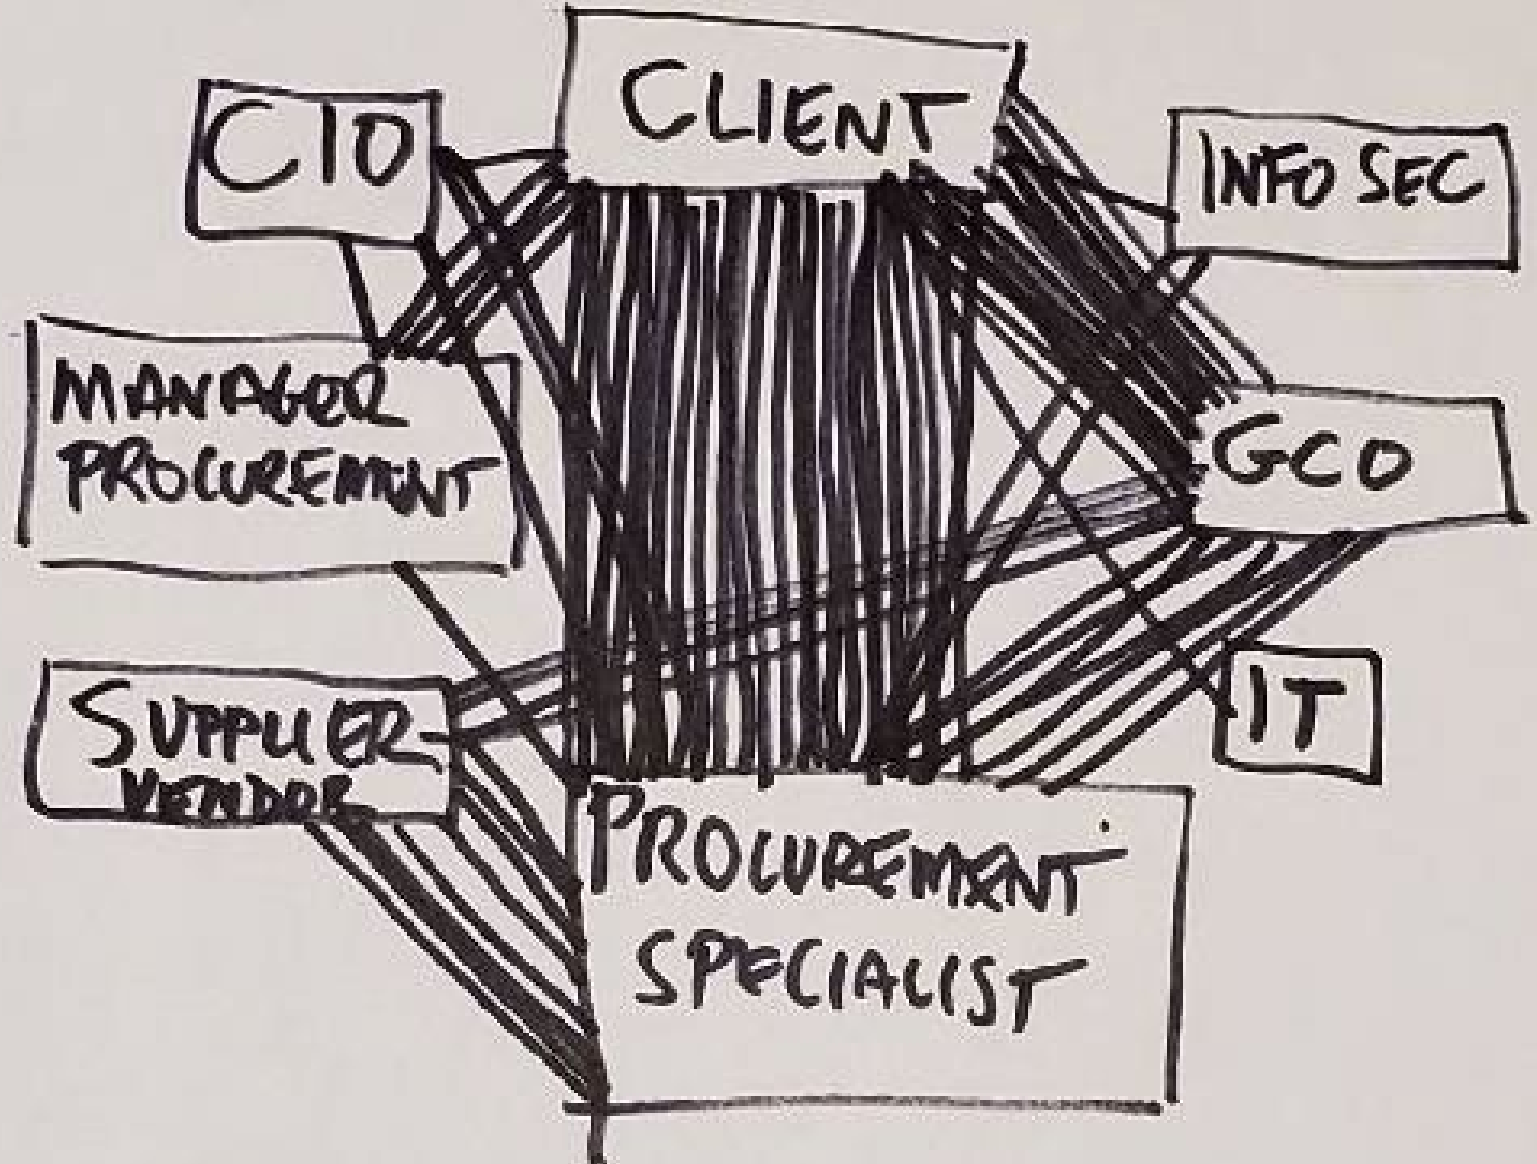 CLIENT
CIO
INFO SEC
MANAGER
PROCUREMENT
GCO
SUPPLIER
VENDOR
IT
PROCUREMENT
SPECIALIST